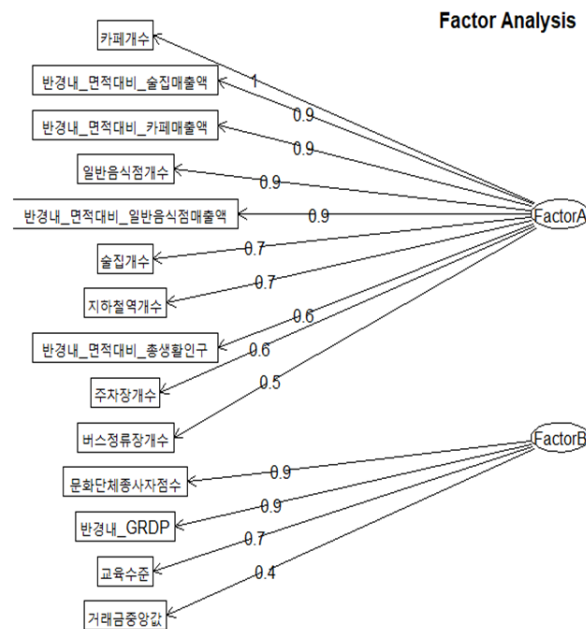 Factor Analysis
카페개수
1
반경내_면적대비_술집매출액
0.9
반경내_면적대비_카페매출액
0.9
일반음식점개수
0.9
반경내_면적대비_일반음식점매출액
0.9
FactorA
술집개수
0.7
지하철역개수
0.7
반경내_면적대비_총생활인구
0.6
주차장개수
0.6
버스정류장개수
0.5
FactorB
문화단체종사자점수
0.9
반경내_GRDP
0.9
교육수준
0.7
거래금중앙값
0.4